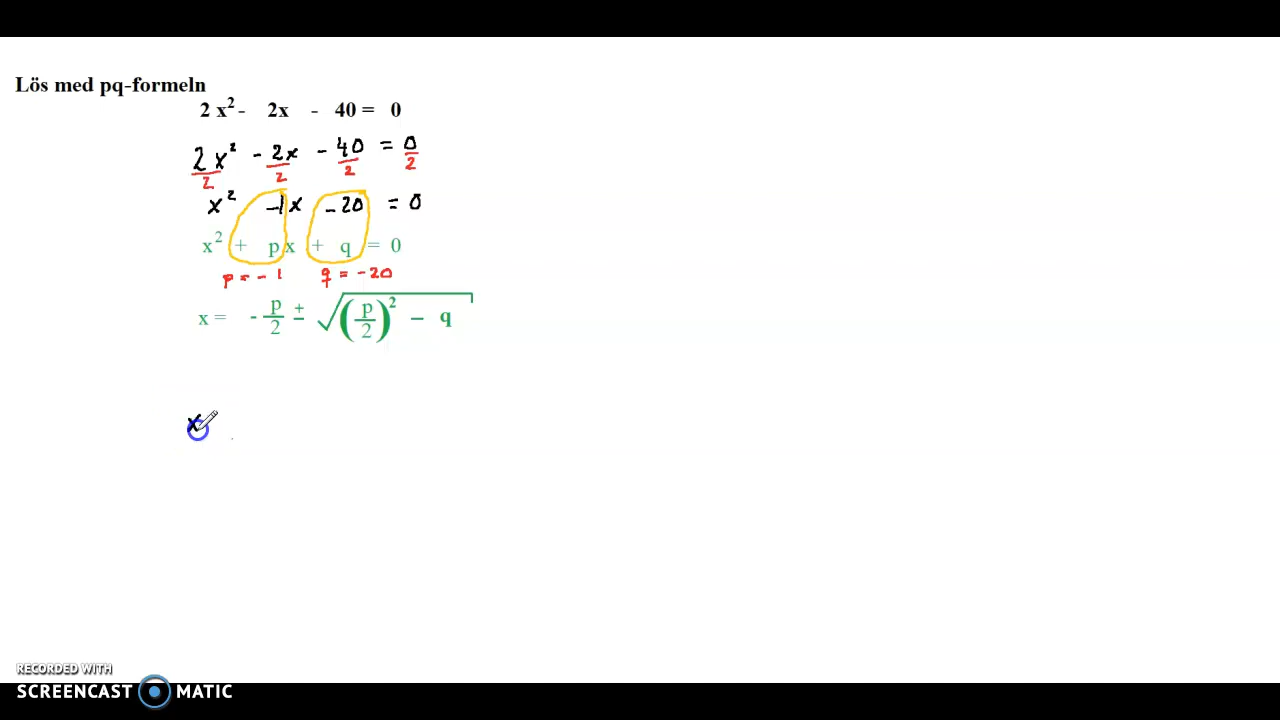 Lös med pq-formeln
2 x² - 2x - 40 = 0
2x²/2 - 2x/2 - 40/2 = 0/2
x² -1x -20 = 0
x² + px + q = 0
p = -1 q = -20
x = - p/2 ± √(p/2)² - q
x
RECORDED WITH
SCREENCAST MATIC